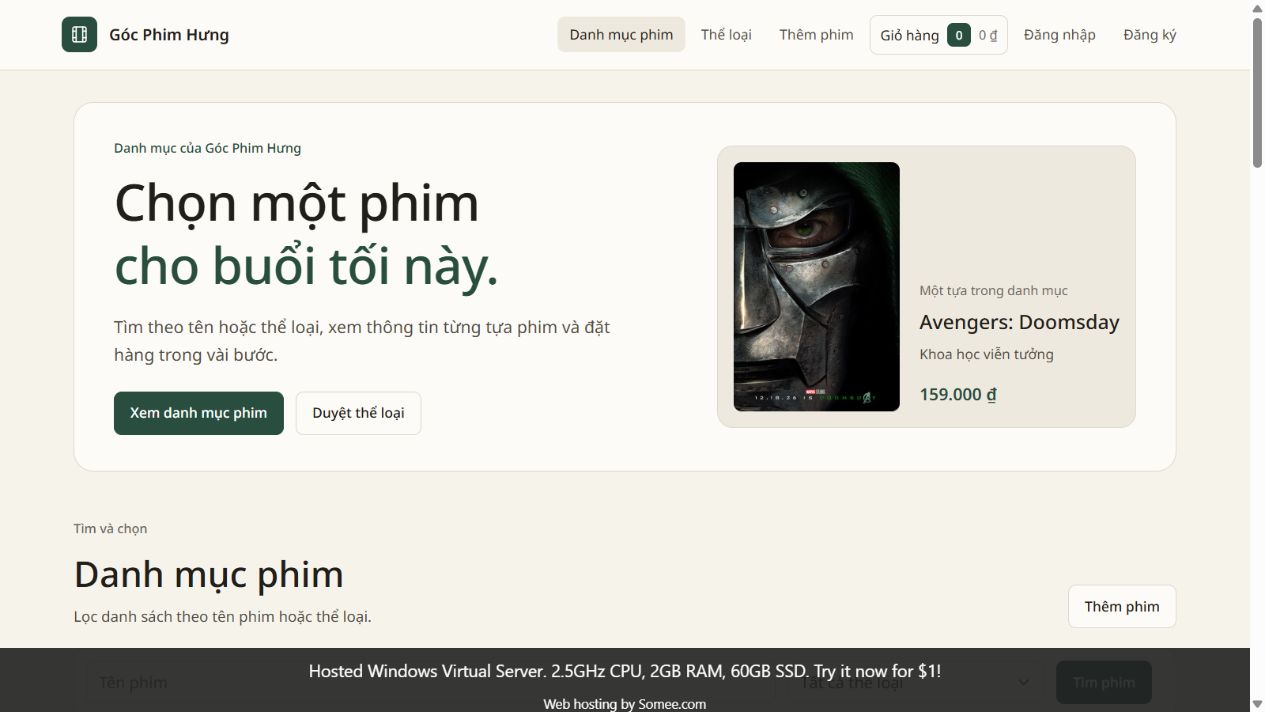 Góc Phim Hưng
Danh mục phim
Thể loại
Thêm phim
Giỏ hàng 0 0 ₫
Đăng nhập
Đăng ký
Danh mục của Góc Phim Hưng
Chọn một phim
cho buổi tối này.
Tìm theo tên hoặc thể loại, xem thông tin từng tựa phim và đặt
hàng trong vài bước.
Xem danh mục phim
Duyệt thể loại
Một tựa trong danh mục
Avengers: Doomsday
Khoa học viễn tưởng
159.000 ₫
Tìm và chọn
Danh mục phim
Lọc danh sách theo tên phim hoặc thể loại.
Thêm phim
Hosted Windows Virtual Server. 2.5GHz CPU, 2GB RAM, 60GB SSD. Try it now for $1!
Tên phim
Tất cả thể loại
Tìm phim
Web hosting by Somee.com